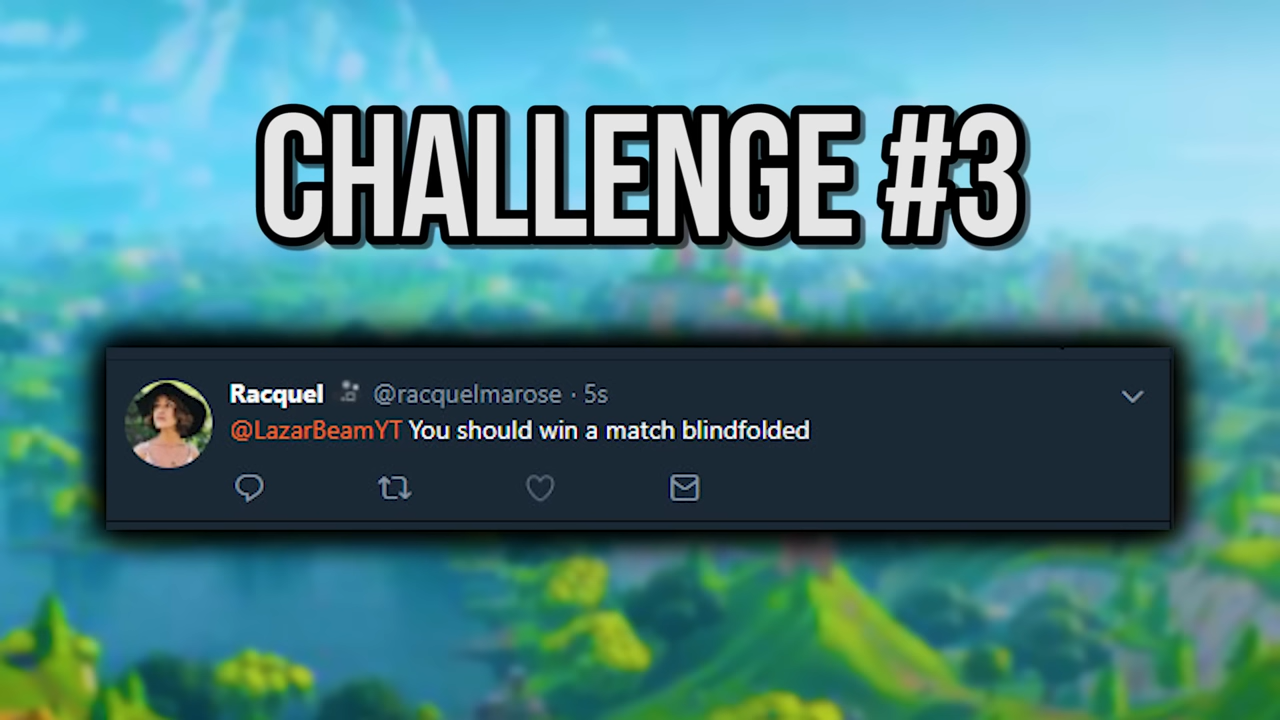 CHALLENGE #3
Racquel @racquelmarose · 5s
@LazarBeamYT You should win a match blindfolded